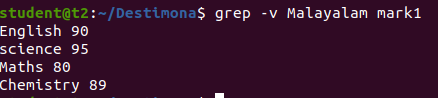 student@t2:~/Destimona$ grep -v Malayalam mark1
English 90
science 95
Maths 80
Chemistry 89